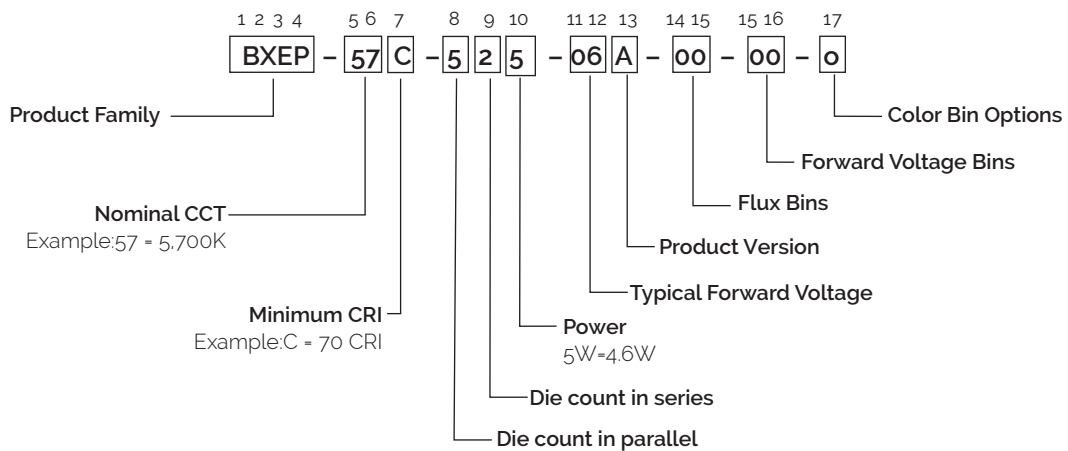 1 2 3 4 5 6 7 8 9 10 11 12 13 14 15 15 16 17
BXEP – 57 C – 5 2 5 – 06 A – 00 – 00 – 0
Product Family
Color Bin Options
Forward Voltage Bins
Flux Bins
Nominal CCT
Example:57 = 5,700K
Product Version
Typical Forward Voltage
Minimum CRI
Example:C = 70 CRI
Power
5W=4.6W
Die count in series
Die count in parallel